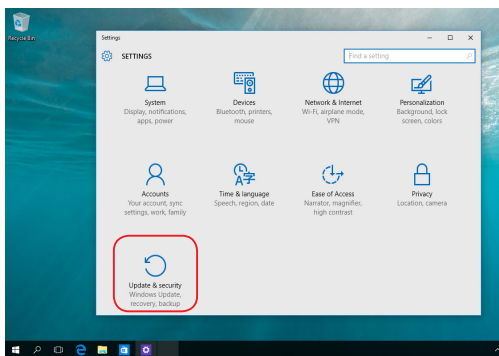 Recycle Bin
Settings
SETTINGS
Find a setting
System
Display, notifications,
apps, power
Devices
Bluetooth, printers,
mouse
Network & Internet
Wi-Fi, airplane mode,
VPN
Personalization
Background, lock
screen, colors
Accounts
Your account, sync
settings, work, family
Time & language
Speech, region, date
Ease of Access
Narrator, magnifier,
high contrast
Privacy
Location, camera
Update & security
Windows Update,
recovery, backup